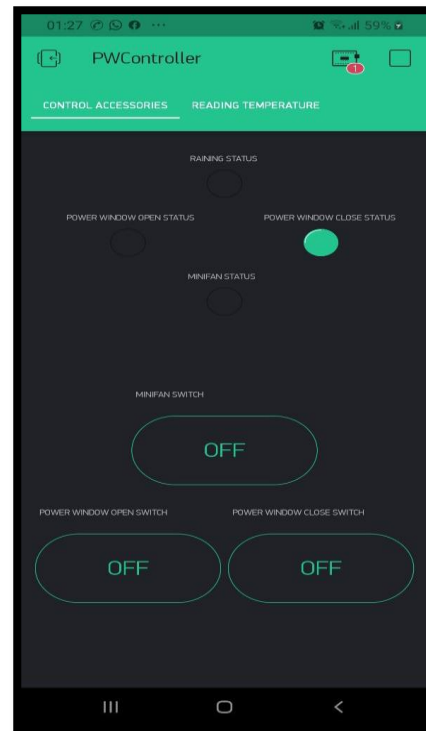 01:27 59%
PWController
1
CONTROL ACCESSORIES READING TEMPERATURE
RAINING STATUS
POWER WINDOW OPEN STATUS POWER WINDOW CLOSE STATUS
MINIFAN STATUS
MINIFAN SWITCH
OFF
POWER WINDOW OPEN SWITCH POWER WINDOW CLOSE SWITCH
OFF OFF